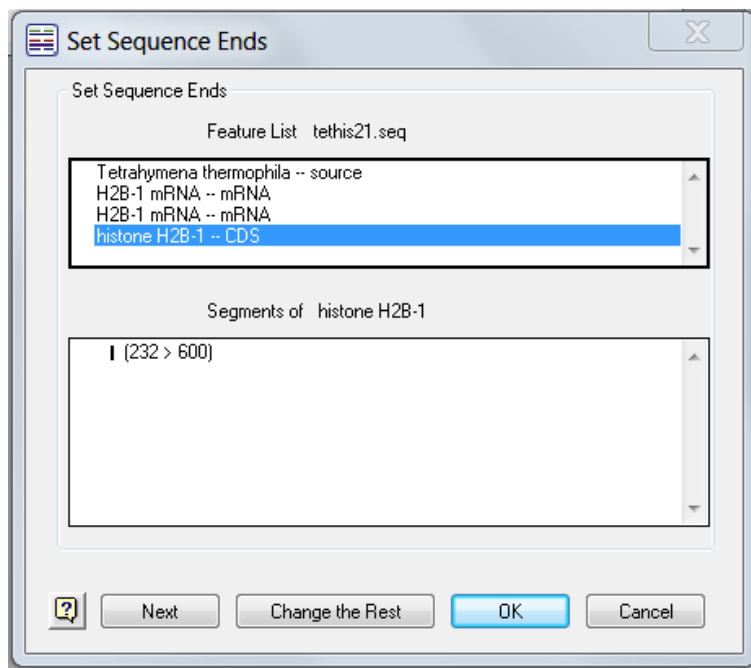 Set Sequence Ends
Set Sequence Ends
Feature List tethis21.seq
Tetrahymena thermophila -- source
H2B-1 mRNA -- mRNA
H2B-1 mRNA -- mRNA
histone H2B-1 -- CDS
Segments of histone H2B-1
(232 > 600)
Next Change the Rest OK Cancel